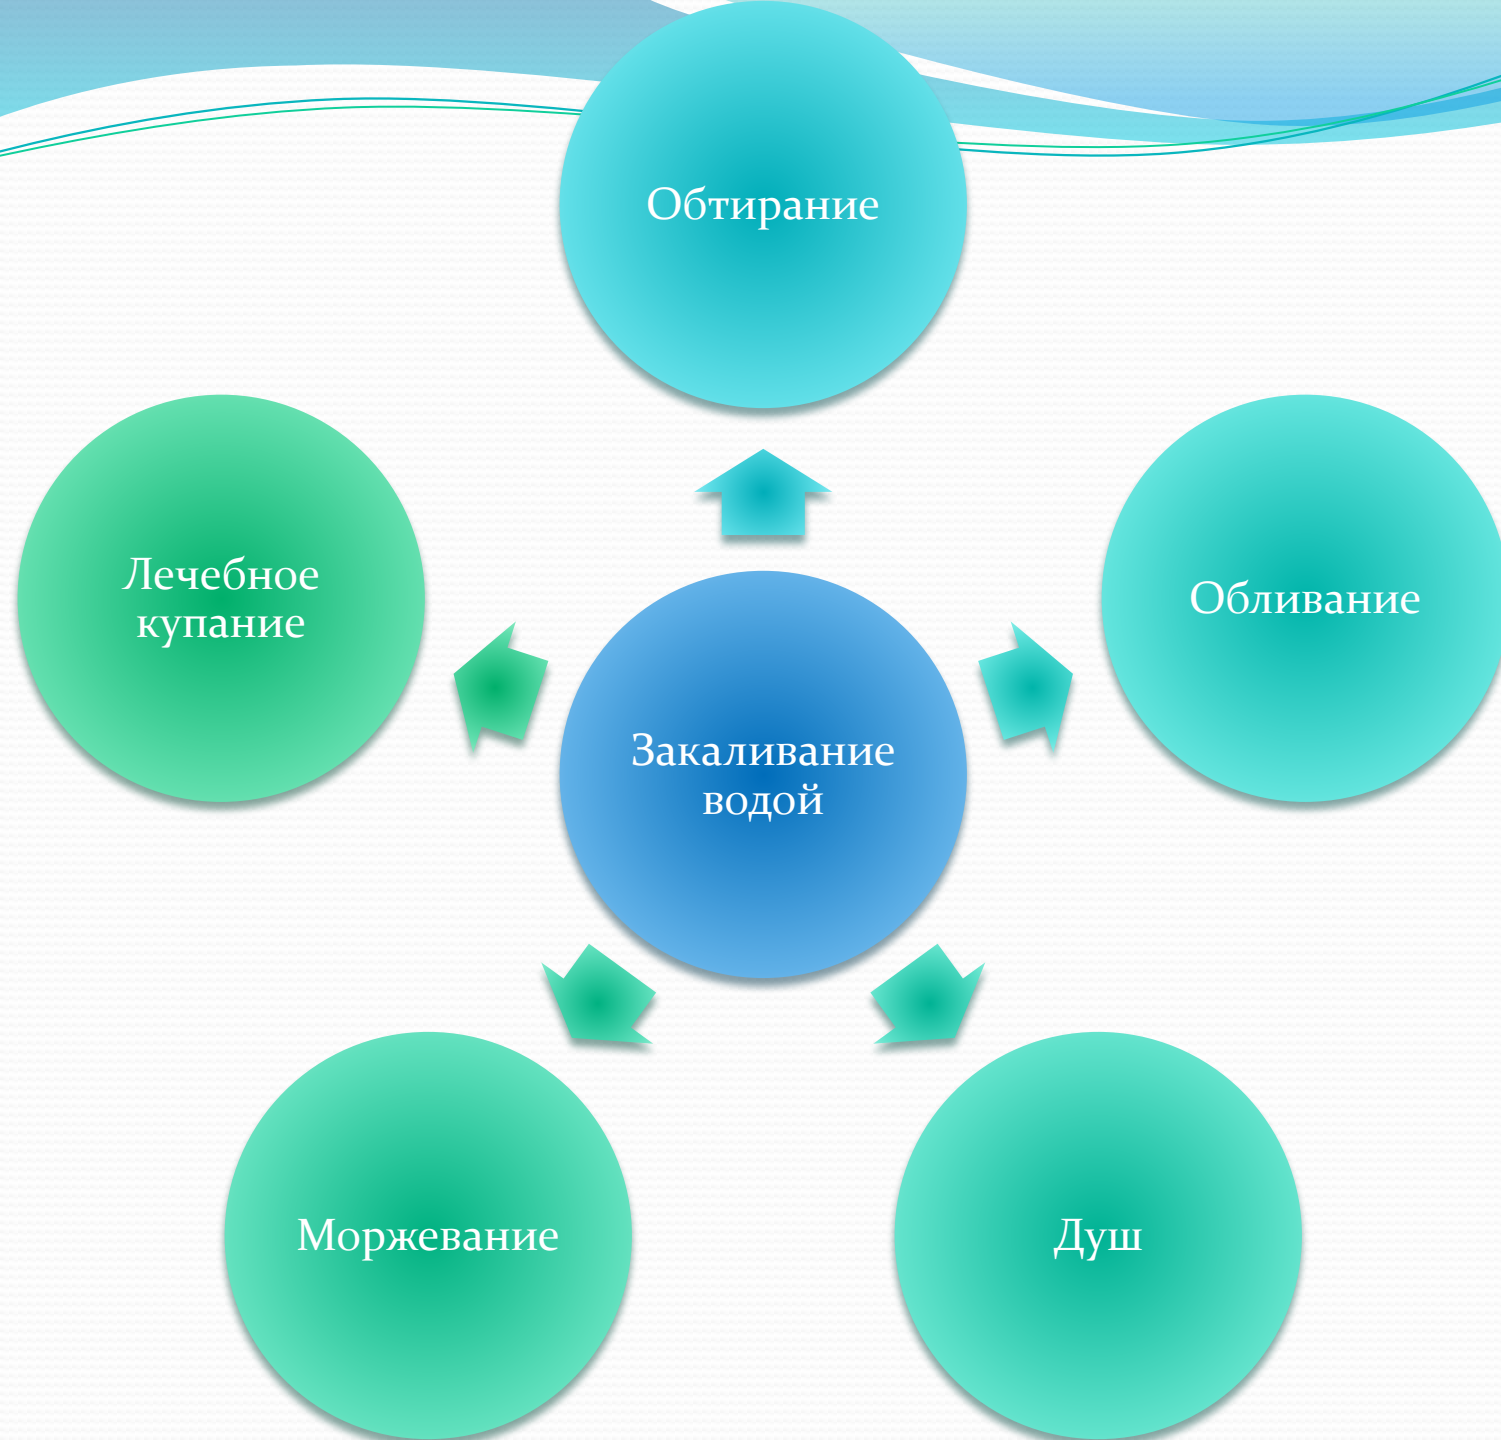 Обтирание
Лечебное
купание
Обливание
Закаливание
водой
Моржевание
Душ